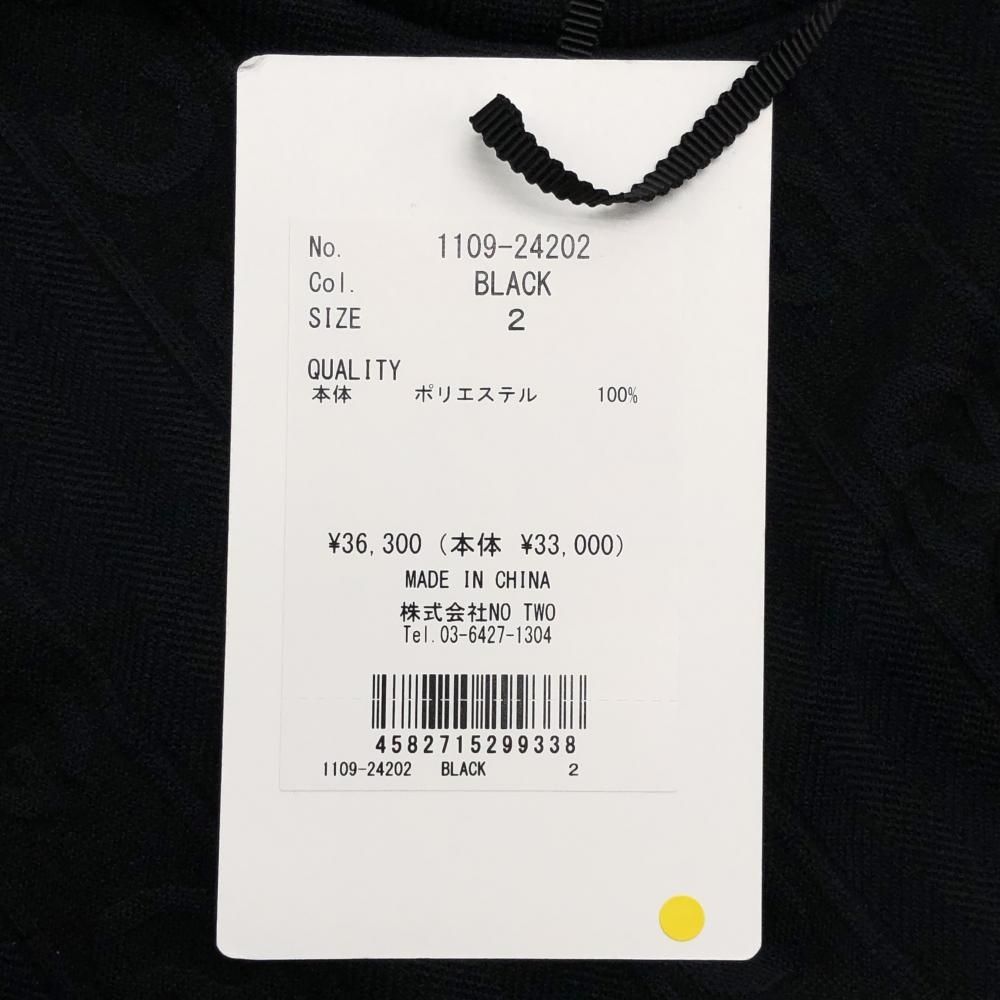 No. 1109-24202
Col. BLACK
SIZE 2
QUALITY
本体 ポリエステル 100%
¥36,300 (本体 ¥33,000)
MADE IN CHINA
株式会社NO TWO
Tel.03-6427-1304
4582715299338
1109-24202 BLACK 2